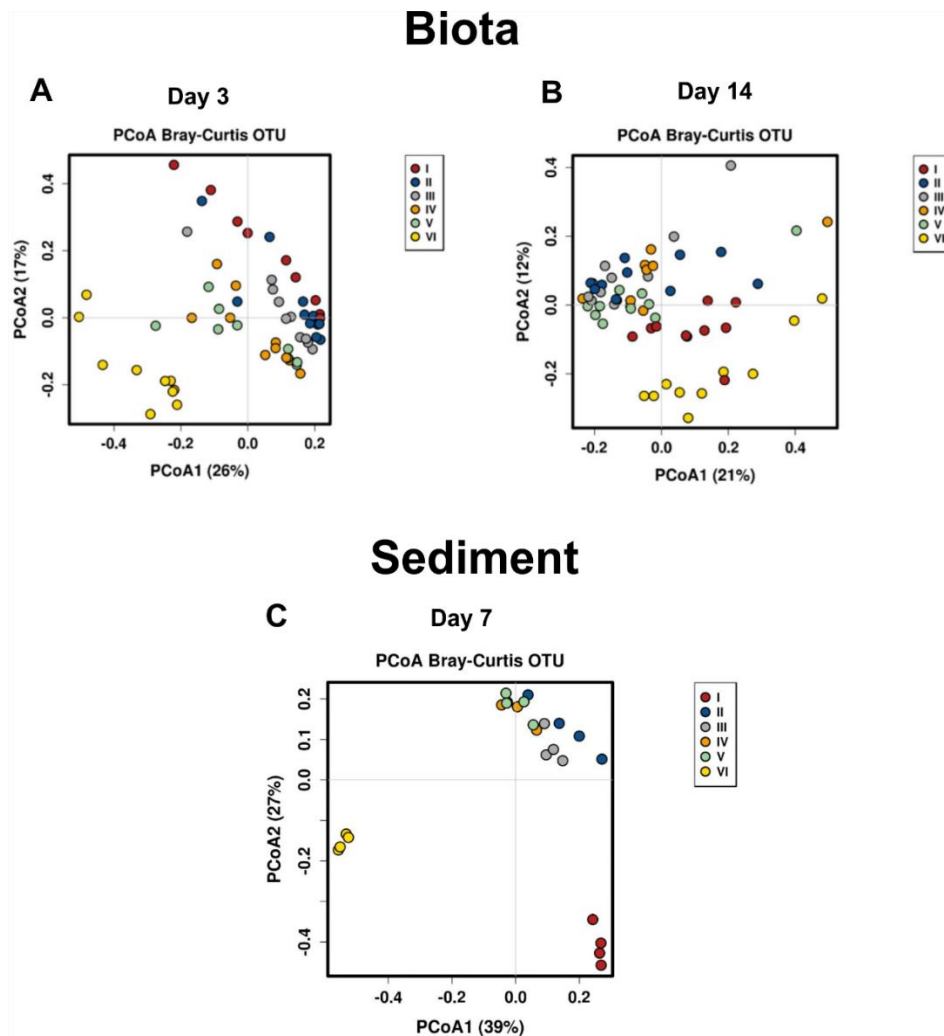 Biota
A
Day 3
PCoA Bray-Curtis OTU
0.4
0.2
0.0
-0.2
PCoA2 (17%)
-0.4
-0.2
0.0
0.2
PCoA1 (26%)
I
II
III
IV
V
VI
B
Day 14
PCoA Bray-Curtis OTU
0.4
0.2
0.0
-0.2
PCoA2 (12%)
-0.2
0.0
0.2
0.4
PCoA1 (21%)
I
II
III
IV
V
VI
Sediment
C
Day 7
PCoA Bray-Curtis OTU
0.2
0.1
0.0
-0.2
-0.4
PCoA2 (27%)
-0.4
-0.2
0.0
0.2
PCoA1 (39%)
I
II
III
IV
V
VI